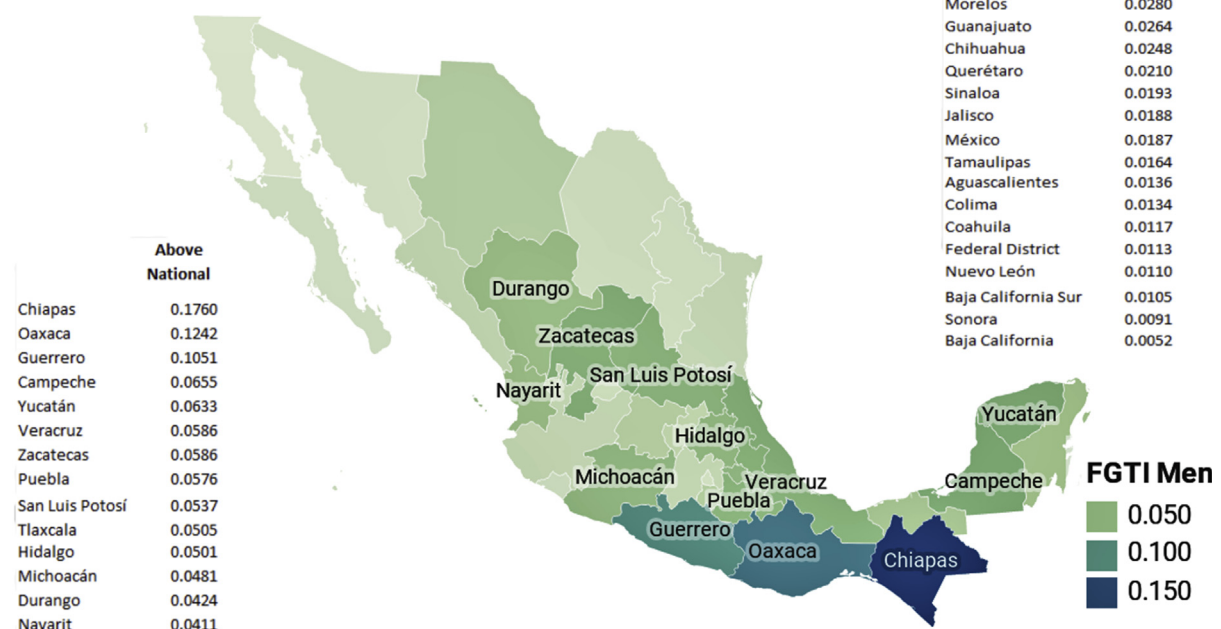 Above
National
Chiapas 0.1760
Oaxaca 0.1242
Guerrero 0.1051
Campeche 0.0655
Yucatán 0.0633
Veracruz 0.0586
Zacatecas 0.0586
Puebla 0.0576
San Luis Potosí 0.0537
Tlaxcala 0.0505
Hidalgo 0.0501
Michoacán 0.0481
Durango 0.0424
Nayarit 0.0411
Durango
Zacatecas
San Luis Potosí
Nayarit
Hidalgo
Michoacán
Veracruz
Puebla
Guerrero
Oaxaca
Chiapas
Yucatán
Campeche
Morelos 0.0280
Guanajuato 0.0264
Chihuahua 0.0248
Querétaro 0.0210
Sinaloa 0.0193
Jalisco 0.0188
México 0.0187
Tamaulipas 0.0164
Aguascalientes 0.0136
Colima 0.0134
Coahuila 0.0117
Federal District 0.0113
Nuevo León 0.0110
Baja California Sur 0.0105
Sonora 0.0091
Baja California 0.0052
FGTI Men
0.050
0.100
0.150